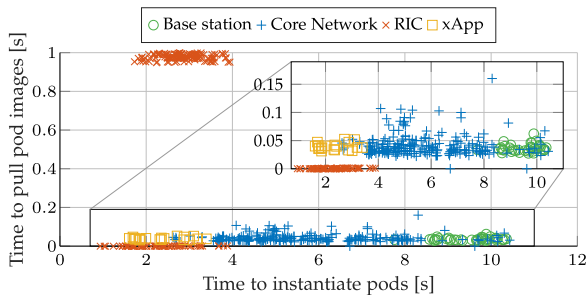 Base station Core Network RIC xApp
Time to pull pod images [s]
1
0.8
0.6
0.4
0.2
0
0.15
0.1
0.05
0
2 4 6 8 10
0 2 4 6 8 10 12
Time to instantiate pods [s]